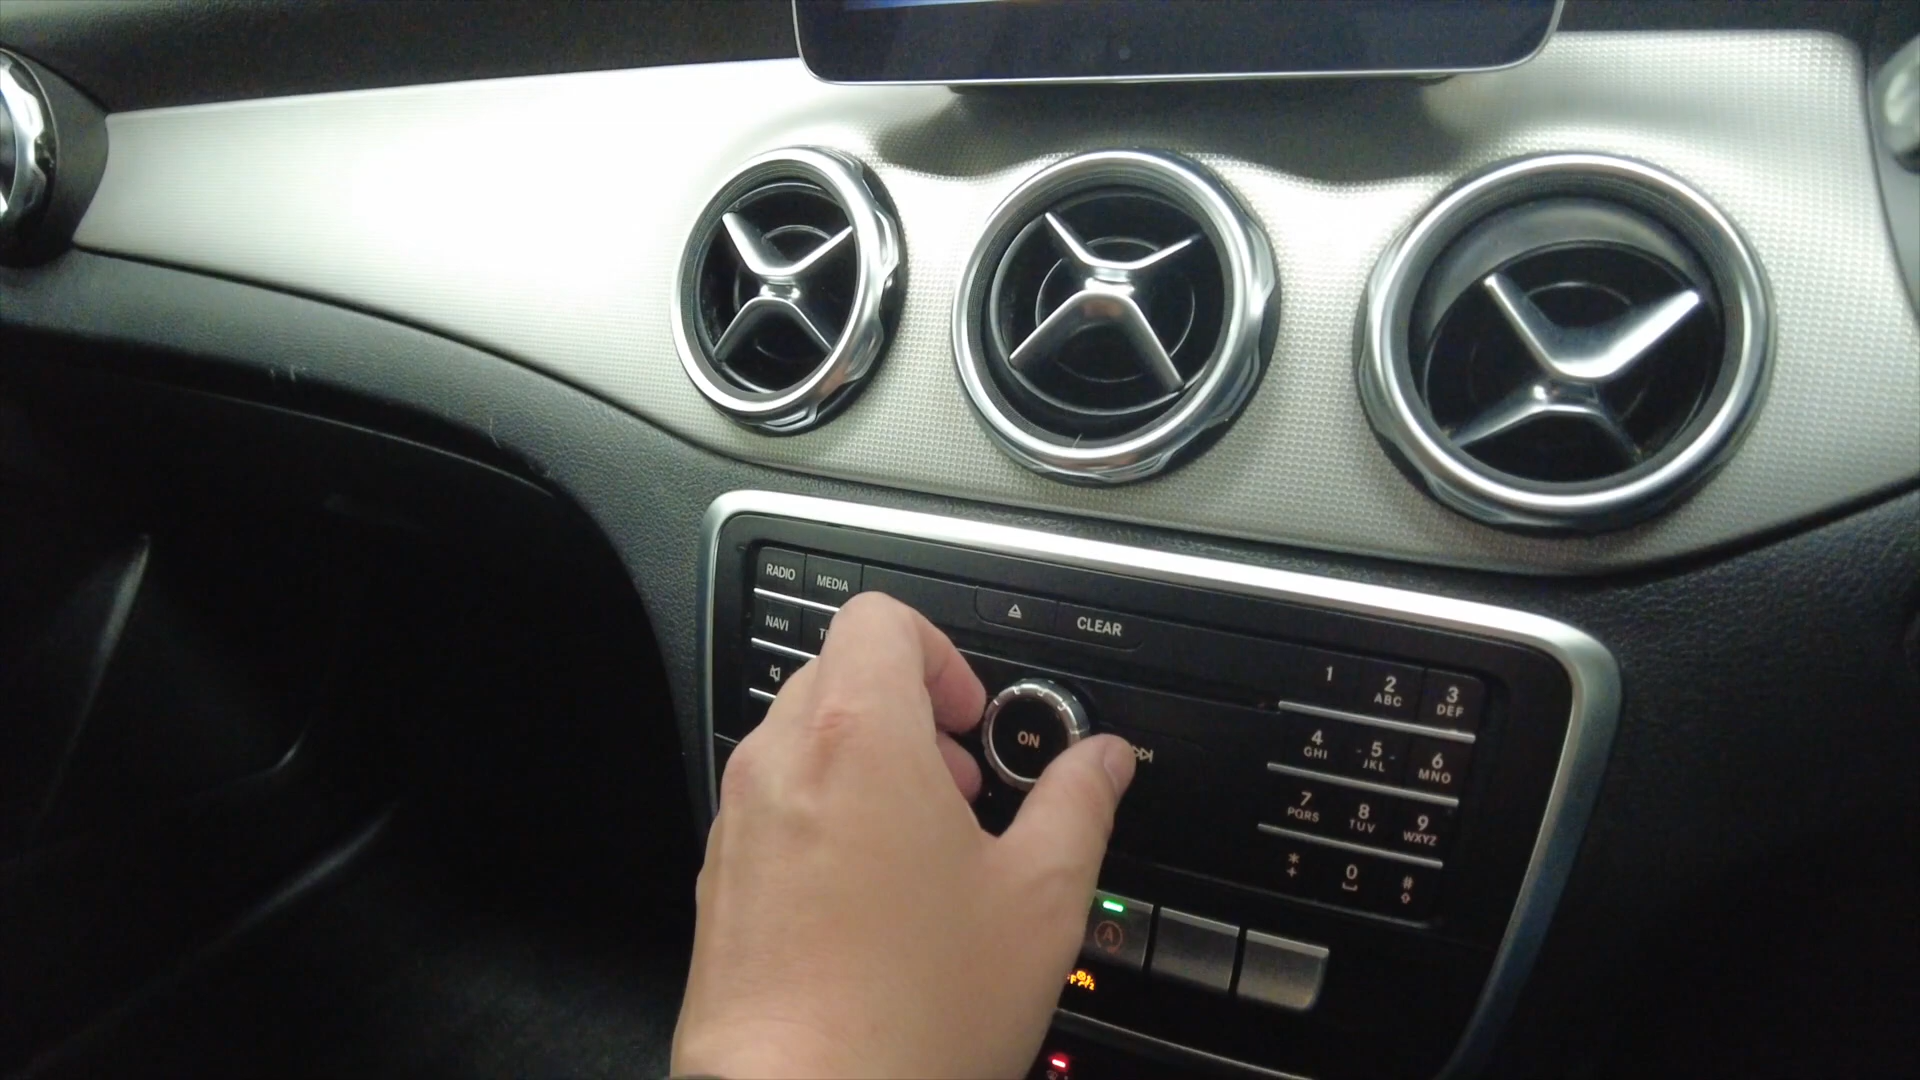 RADIO
MEDIA
CLEAR
NAVI
ON
1
2
ABC
3
DEF
4
GHI
5
JKL
6
MNO
7
PQRS
8
TUV
9
WXYZ
*
+
0
#
A